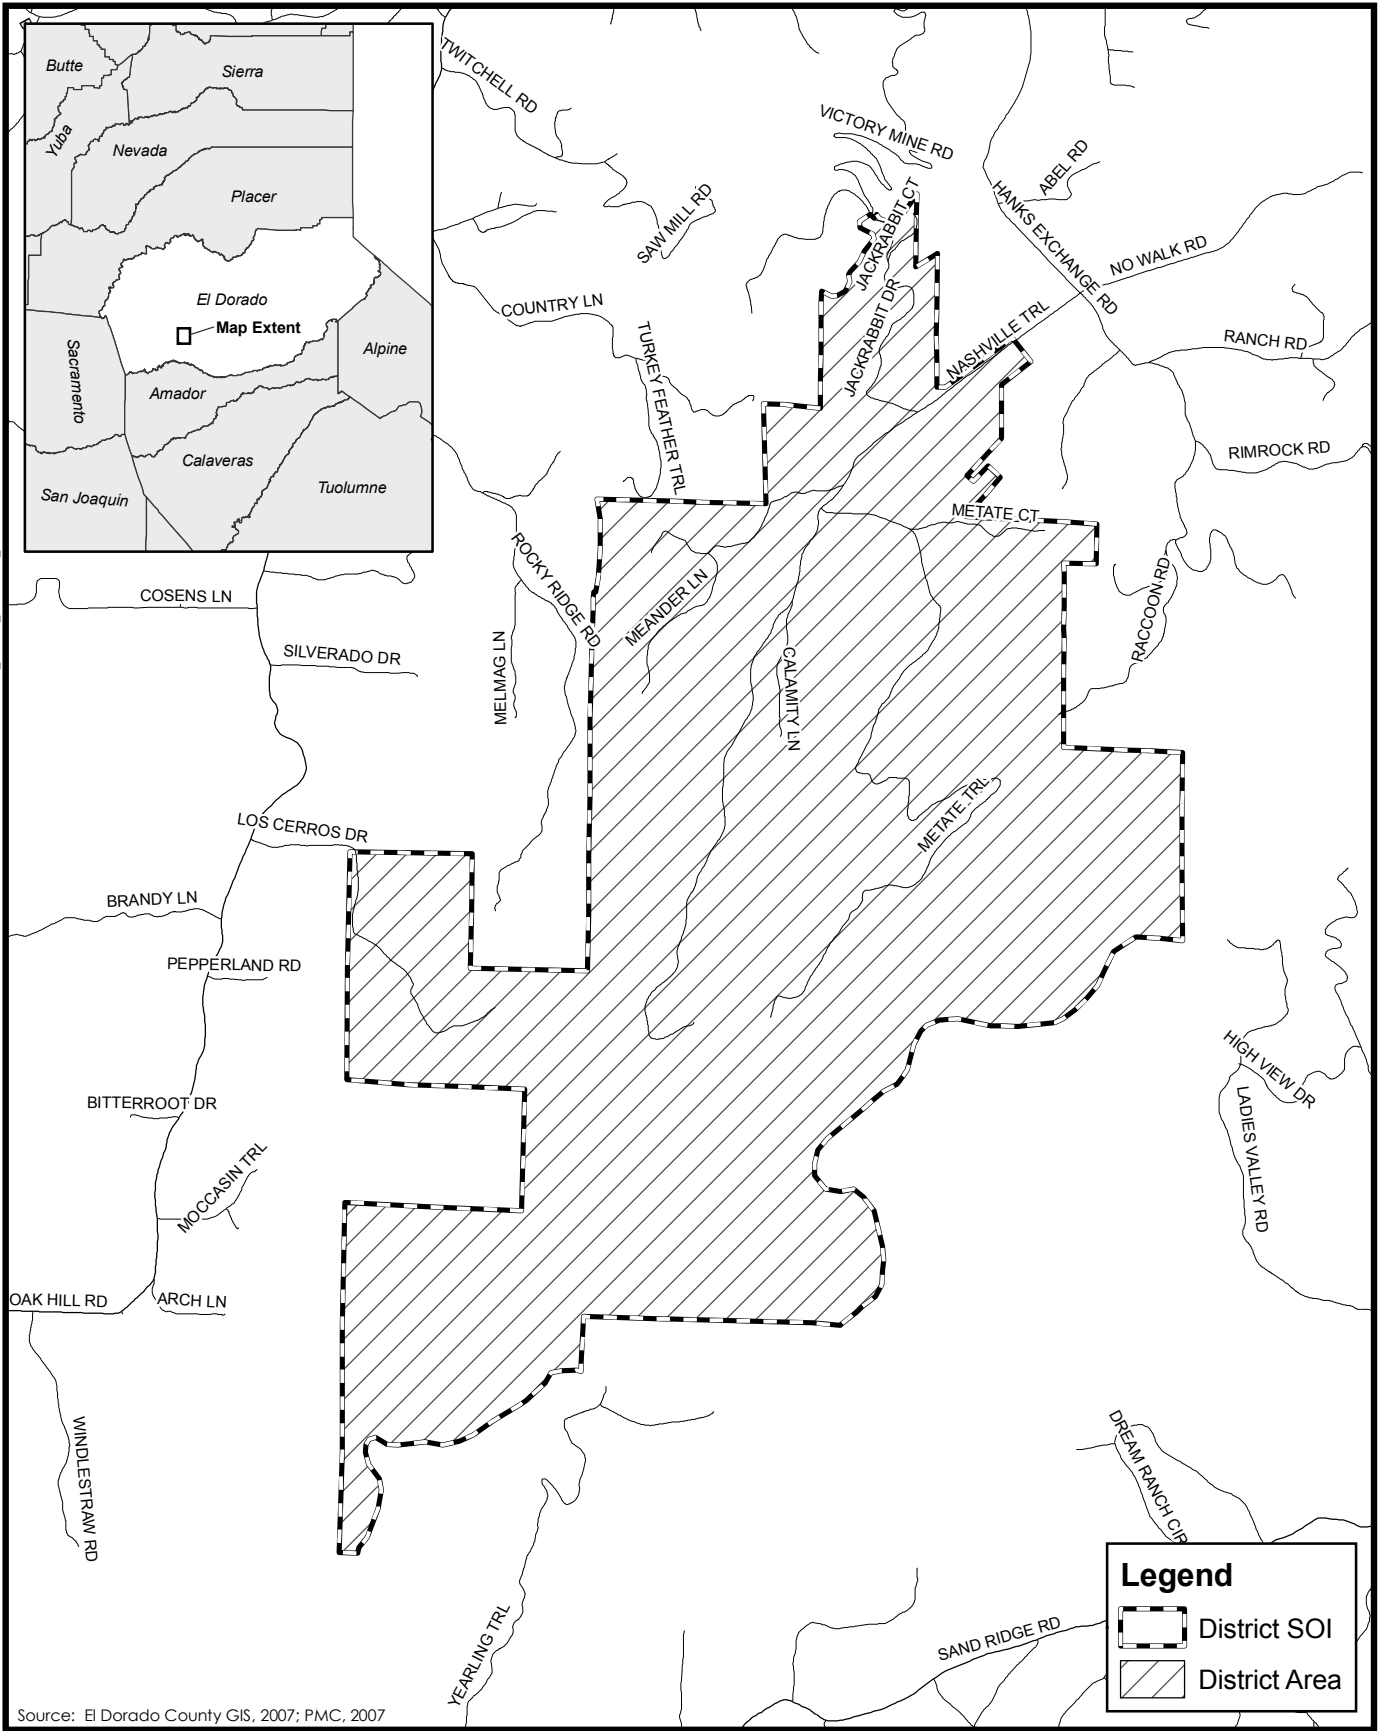 Butte
Sierra
Yuba
Nevada
Placer
El Dorado
Map Extent
Sacramento
Alpine
Amador
Calaveras
San Joaquin
Tuolumne
TWITCHELL RD
VICTORY MINE RD
ABEL RD
SAW MILL RD
JACKRABBIT CT
HANKS EXCHANGE RD
NO WALK RD
COUNTRY LN
JACKRABBIT DR
NASHVILLE TRL
RANCH RD
TURKEY FEATHER TRL
RIMROCK RD
METATE CT
ROCKY RIDGE RD
MEANDER LN
RACCOON RD
COSENS LN
SILVERADO DR
MELMAG LN
CALAMITY LN
LOS CERROS DR
METATE TRL
BRANDY LN
PEPPERLAND RD
HIGH VIEW DR
BITTERROOT DR
LADIES VALLEY RD
MOCCASIN TRL
OAK HILL RD
ARCH LN
WINDLESTRAW RD
DREAM RANCH CIR
YEARLING TRL
SAND RIDGE RD
Legend
District SOI
District Area
Source: El Dorado County GIS, 2007; PMC, 2007